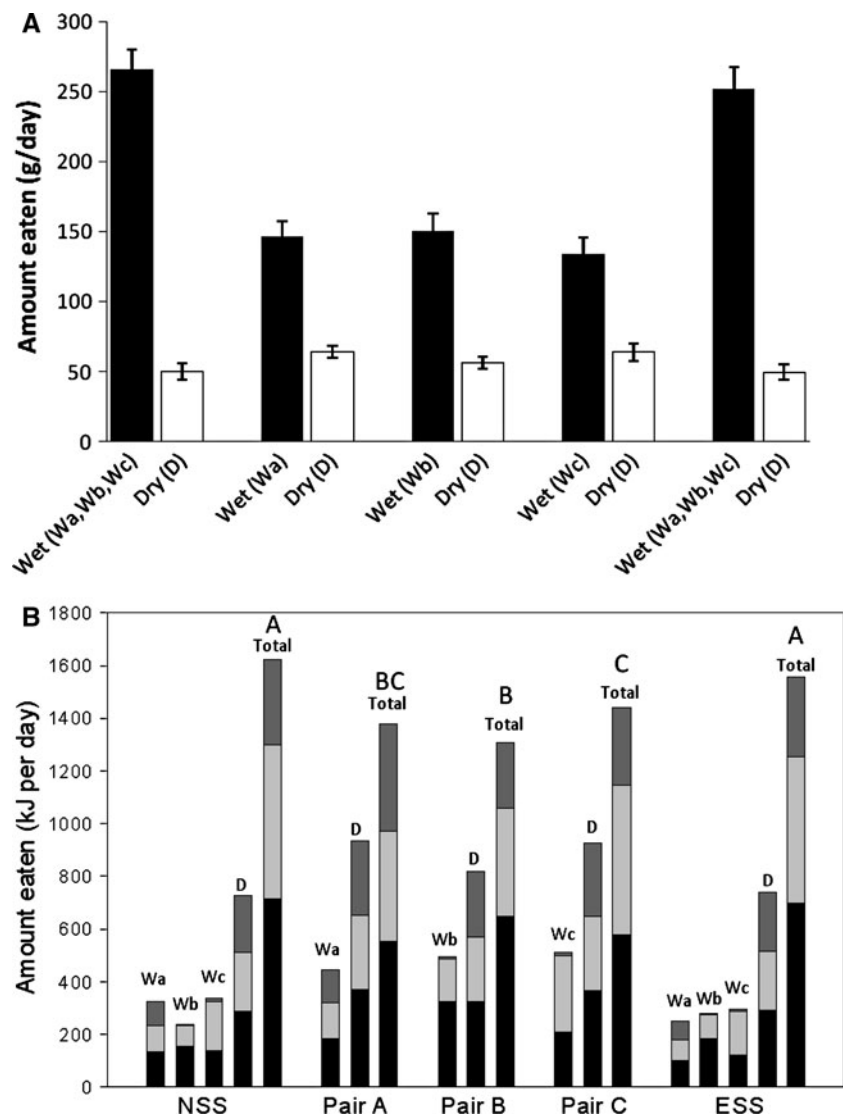 A
Amount eaten (g/day)
300
250
200
150
100
50
0
Wet (Wa,Wb,Wc)
Dry (D)
Wet (Wa)
Dry (D)
Wet (Wb)
Dry (D)
Wet (Wc)
Dry (D)
Wet (Wa,Wb,Wc)
Dry (D)
B
Amount eaten (kJ per day)
1800
1600
1400
1200
1000
800
600
400
200
0
Wa
Wb
Wc
D
A
Total
Wa
D
BC
Total
Wb
D
B
Total
Wc
D
C
Total
Wa
Wb
Wc
D
A
Total
NSS
Pair A
Pair B
Pair C
ESS